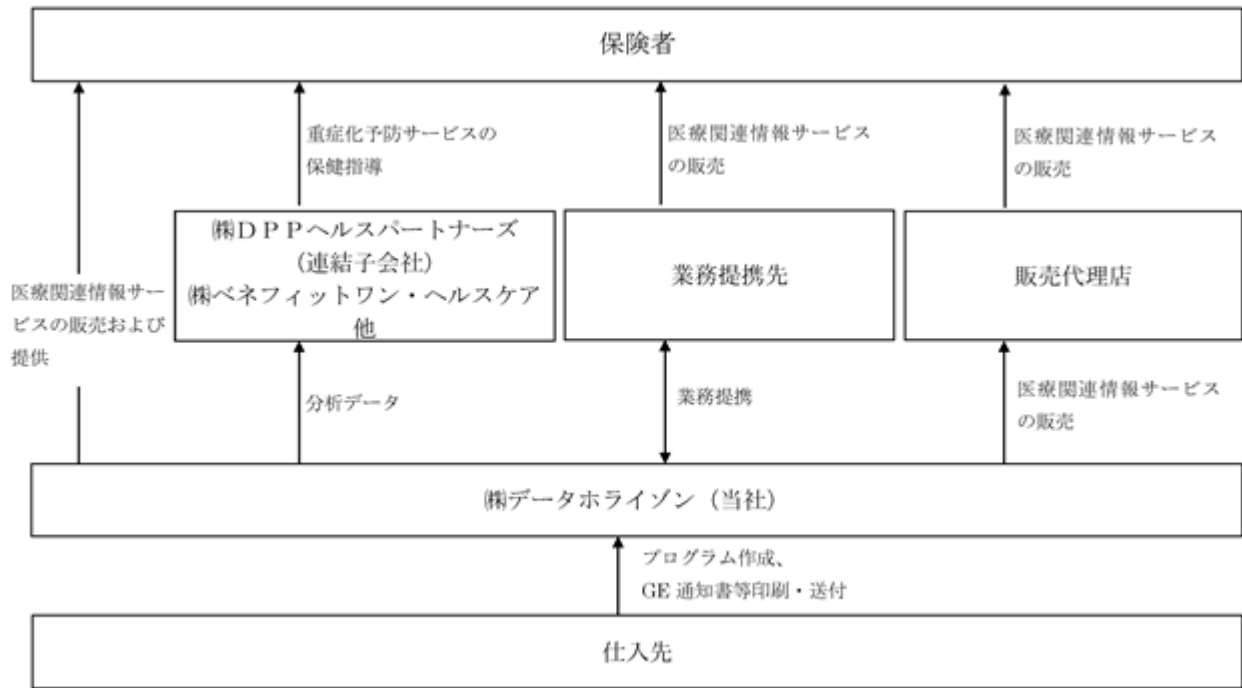 保険者
重症化予防サービスの
保健指導
医療関連情報サービス
の販売
医療関連情報サービス
の販売
㈱ＤＰＰヘルスパートナーズ
（連結子会社）
㈱ベネフィットワン・ヘルスケア
他
業務提携先
販売代理店
医療関連情報サー
ビスの販売および
提供
分析データ
業務提携
医療関連情報サービス
の販売
㈱データホライゾン（当社）
プログラム作成、
GE 通知書等印刷・送付
仕入先